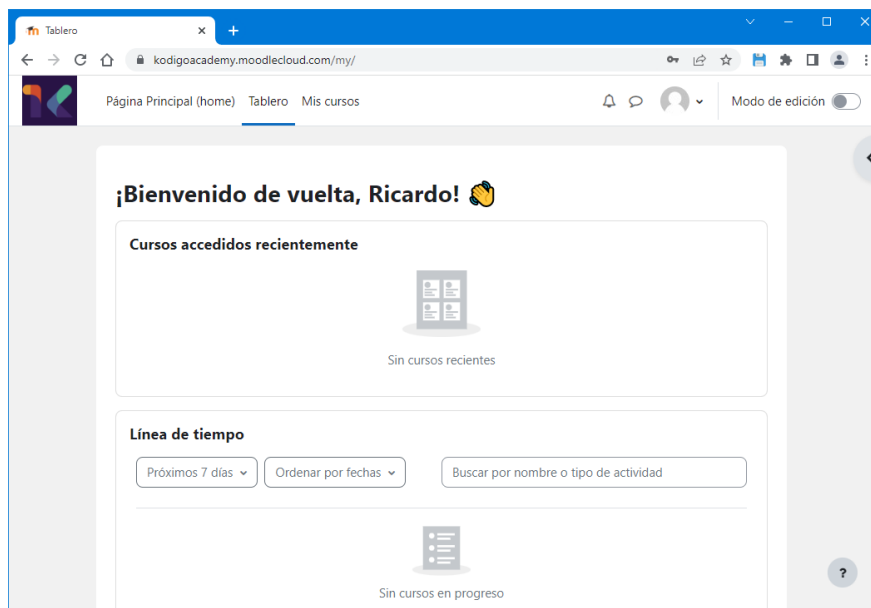 Tablero
kodigoacademy.moodlecloud.com/my/
Página Principal (home) Tablero Mis cursos Modo de edición
¡Bienvenido de vuelta, Ricardo! 👋
Cursos accedidos recientemente
Sin cursos recientes
Línea de tiempo
Próximos 7 días Ordenar por fechas Buscar por nombre o tipo de actividad
Sin cursos en progreso
?